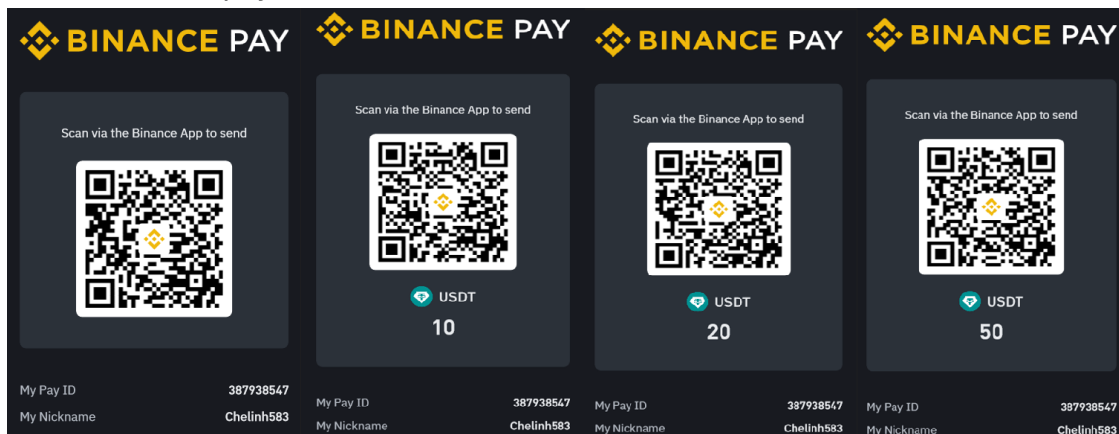 BINANCE PAY
Scan via the Binance App to send
My Pay ID 387938547
My Nickname Chelinh583
BINANCE PAY
Scan via the Binance App to send
USDT
10
My Pay ID 387938547
My Nickname Chelinh583
BINANCE PAY
Scan via the Binance App to send
USDT
20
My Pay ID 387938547
My Nickname Chelinh583
BINANCE PAY
Scan via the Binance App to send
USDT
50
My Pay ID 387938547
My Nickname Chelinh583